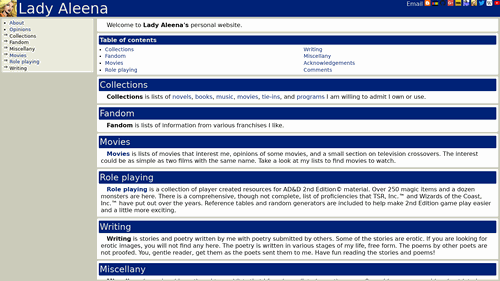 Lady Aleena
Email
About
Opinions
Collections
Fandom
Miscellany
Movies
Role playing
Writing
Welcome to Lady Aleena's personal website.
Table of contents
Collections
Fandom
Movies
Role playing
Writing
Miscellany
Acknowledgements
Comments
Collections
Collections is lists of novels, books, music, movies, tie-ins, and programs I am willing to admit I own or use.
Fandom
Fandom is lists of information from various franchises I like.
Movies
Movies is lists of movies that interest me, opinions of some movies, and a small section on television crossovers. The interest
could be as simple as two films with the same name. Take a look at my lists to find movies to watch.
Role playing
Role playing is a collection of player created resources for AD&D 2nd Edition© material. Over 250 magic items and a dozen
monsters are here. There is a comprehensive, though not complete, list of proficiencies that TSR, Inc.™ and Wizards of the Coast,
Inc.™ have put out over the years. Reference tables and random generators are included to help make 2nd Edition game play easier
and a little more exciting.
Writing
Writing is stories and poetry written by me with poetry submitted by others. Some of the stories are erotic. If you are looking for
erotic images, you will not find any here. The poetry is written in various stages of my life, free form. The poems by other poets are
not proofed. You, gentle reader, get them as the poets sent them to me. Have fun reading the stories and poems!
Miscellany